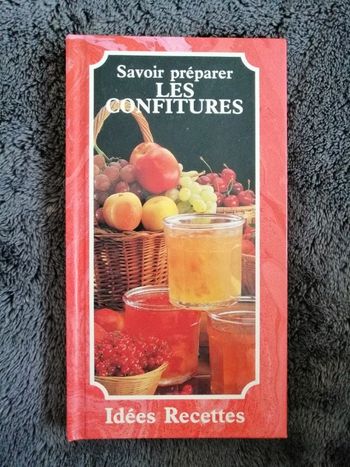 Savoir préparer
LES
CONFITURES
Idées Recettes